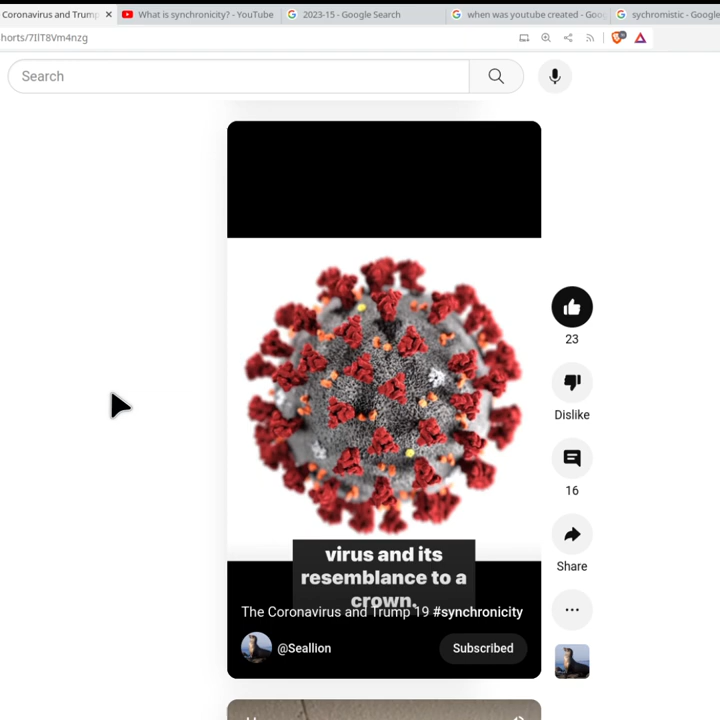 Coronavirus and Trump
What is synchronicity? - YouTube
2023-15 - Google Search
when was youtube created - Goo
sychromistic - Google
horts/7IlT8Vm4nzg
Search
virus and its
resemblance to a
crown.
The Coronavirus and Trump 19 #synchronicity
@Seallion
Subscribed
23
Dislike
16
Share